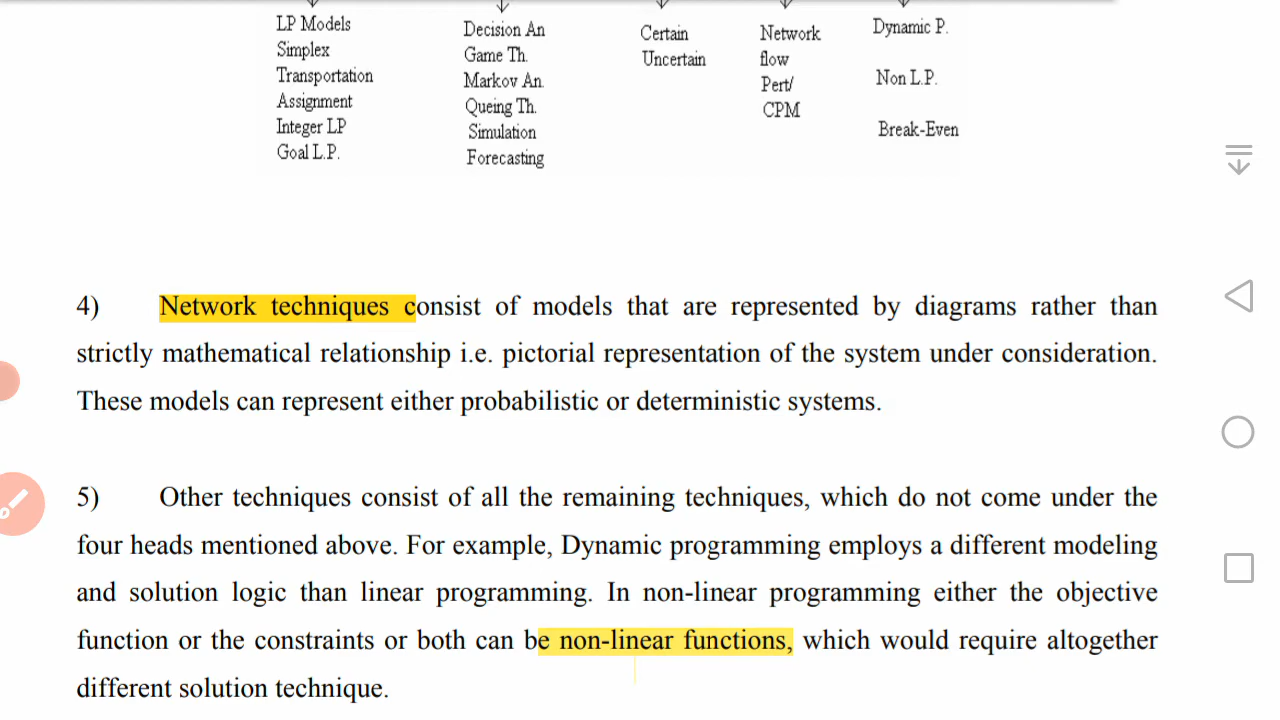 LP Models
Simplex
Transportation
Assignment
Integer LP
Goal L.P.
Decision An
Game Th.
Markov An.
Queing Th.
Simulation
Forecasting
Certain
Uncertain
Network
flow
Pert/
CPM
Dynamic P.
Non L.P.
Break-Even
4) Network techniques consist of models that are represented by diagrams rather than
strictly mathematical relationship i.e. pictorial representation of the system under consideration.
These models can represent either probabilistic or deterministic systems.
5) Other techniques consist of all the remaining techniques, which do not come under the
four heads mentioned above. For example, Dynamic programming employs a different modeling
and solution logic than linear programming. In non-linear programming either the objective
function or the constraints or both can be non-linear functions, which would require altogether
different solution technique.